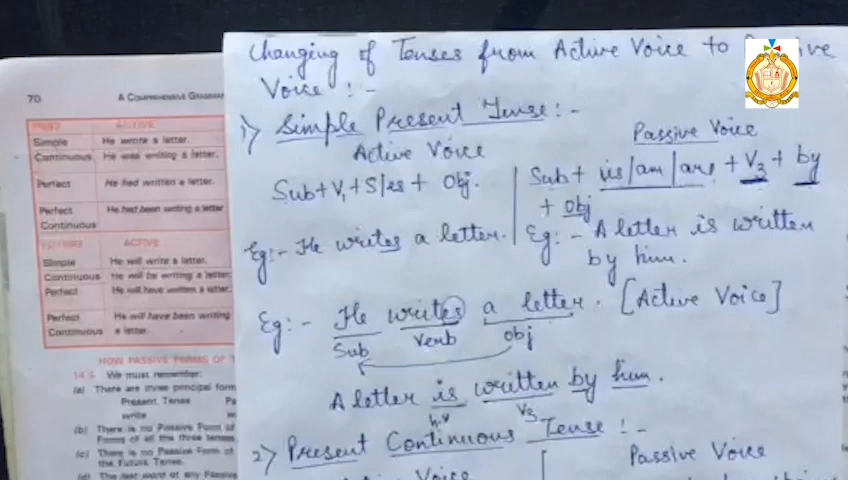 Changing of Tenses from Active Voice to
Voice :-
1) Simple Present Tense :-
Active Voice
Sub + V1 + S/es + Obj.
Eg:- He writes a letter.
Passive Voice
Sub + is/am/are + V3 + by
+ Obj
Eg:- A letter is written
by him.
Eg:- He writes a letter. [Active Voice]
Sub Verb Obj
A letter is written by him.
h.v V3
2) Present Continuous Tense :-
Voice
Passive Voice
70 A COMPREHENSIVE GRAMMAR
PAST ACTIVE
Simple He wrote a letter.
Continuous He was writing a letter.
Perfect He had written a letter.
Perfect He had been writing a letter
Continuous
FUTURE ACTIVE
Simple He will write a letter.
Continuous He will be writing a letter.
Perfect He will have written a letter.
Perfect He will have been writing
Continuous a letter.
HOW PASSIVE FORMS OF
14.5 We must remember:
(a) There are three principal form
Present Tense Pa
write
(b) There is no Passive Form of
Forms of all the three tenses
(c) There is no Passive Form of
the Future Tense.
(d) The last word of any Passive